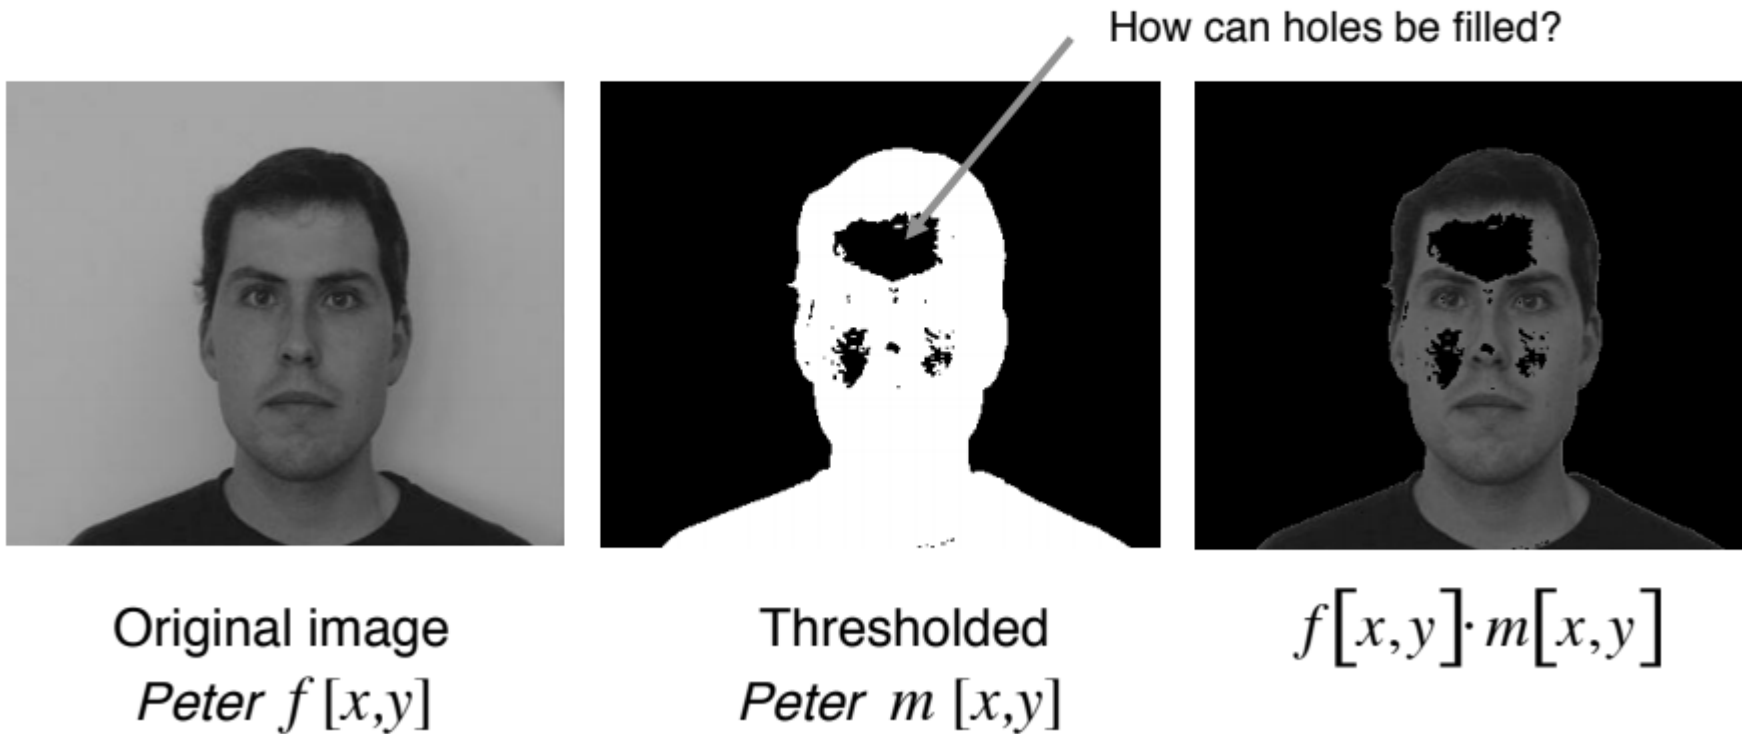 How can holes be filled?
Original image
Peter f [x,y]
Thresholded
Peter m [x,y]
f[x,y]·m[x,y]